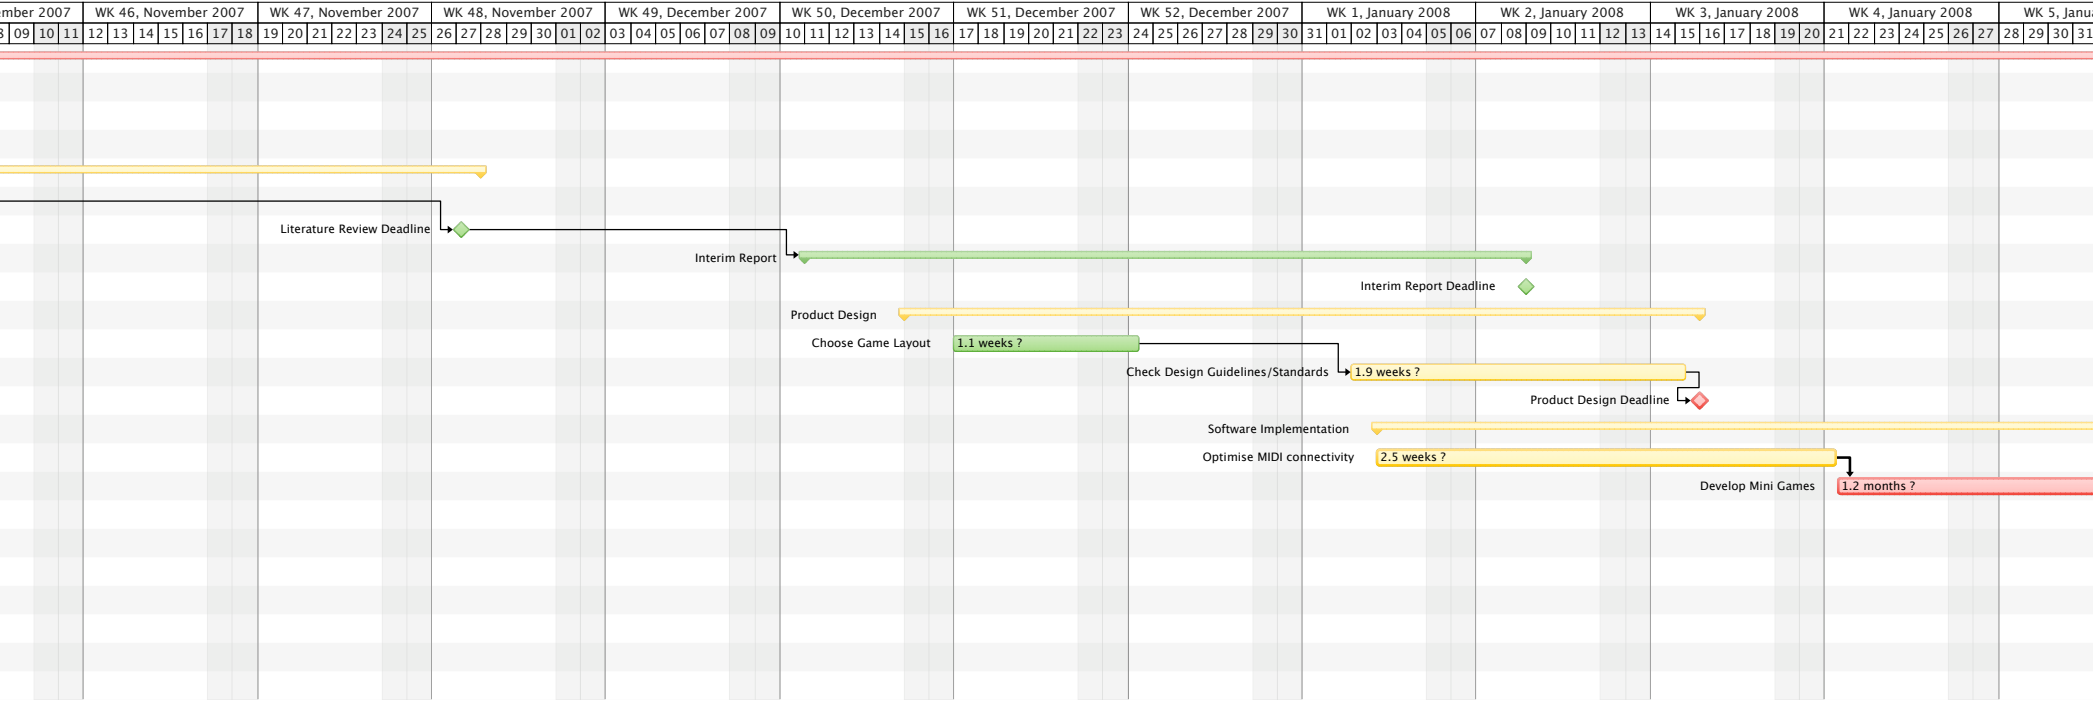 ember 2007 WK 46, November 2007 WK 47, November 2007 WK 48, November 2007 WK 49, December 2007 WK 50, December 2007 WK 51, December 2007 WK 52, December 2007 WK 1, January 2008 WK 2, January 2008 WK 3, January 2008 WK 4, January 2008 WK 5, Janu
8 09 10 11 12 13 14 15 16 17 18 19 20 21 22 23 24 25 26 27 28 29 30 01 02 03 04 05 06 07 08 09 10 11 12 13 14 15 16 17 18 19 20 21 22 23 24 25 26 27 28 29 30 31 01 02 03 04 05 06 07 08 09 10 11 12 13 14 15 16 17 18 19 20 21 22 23 24 25 26 27 28 29 30 31
Literature Review Deadline
Interim Report
Interim Report Deadline
Product Design
Choose Game Layout 1.1 weeks ?
Check Design Guidelines/Standards 1.9 weeks ?
Product Design Deadline
Software Implementation
Optimise MIDI connectivity 2.5 weeks ?
Develop Mini Games 1.2 months ?